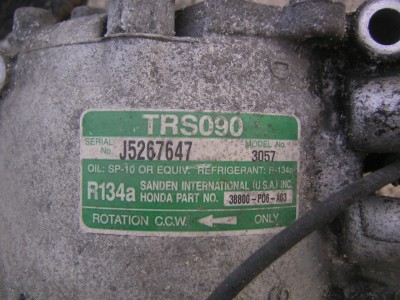 TRS090
SERIAL No. J5267647 MODEL No. 3057
OIL: SP-10 OR EQUIV. REFRIGERANT: R-134a
R134a SANDEN INTERNATIONAL (U.S.A) INC.
HONDA PART NO. 38800-P06-A03
ROTATION C.C.W. ONLY